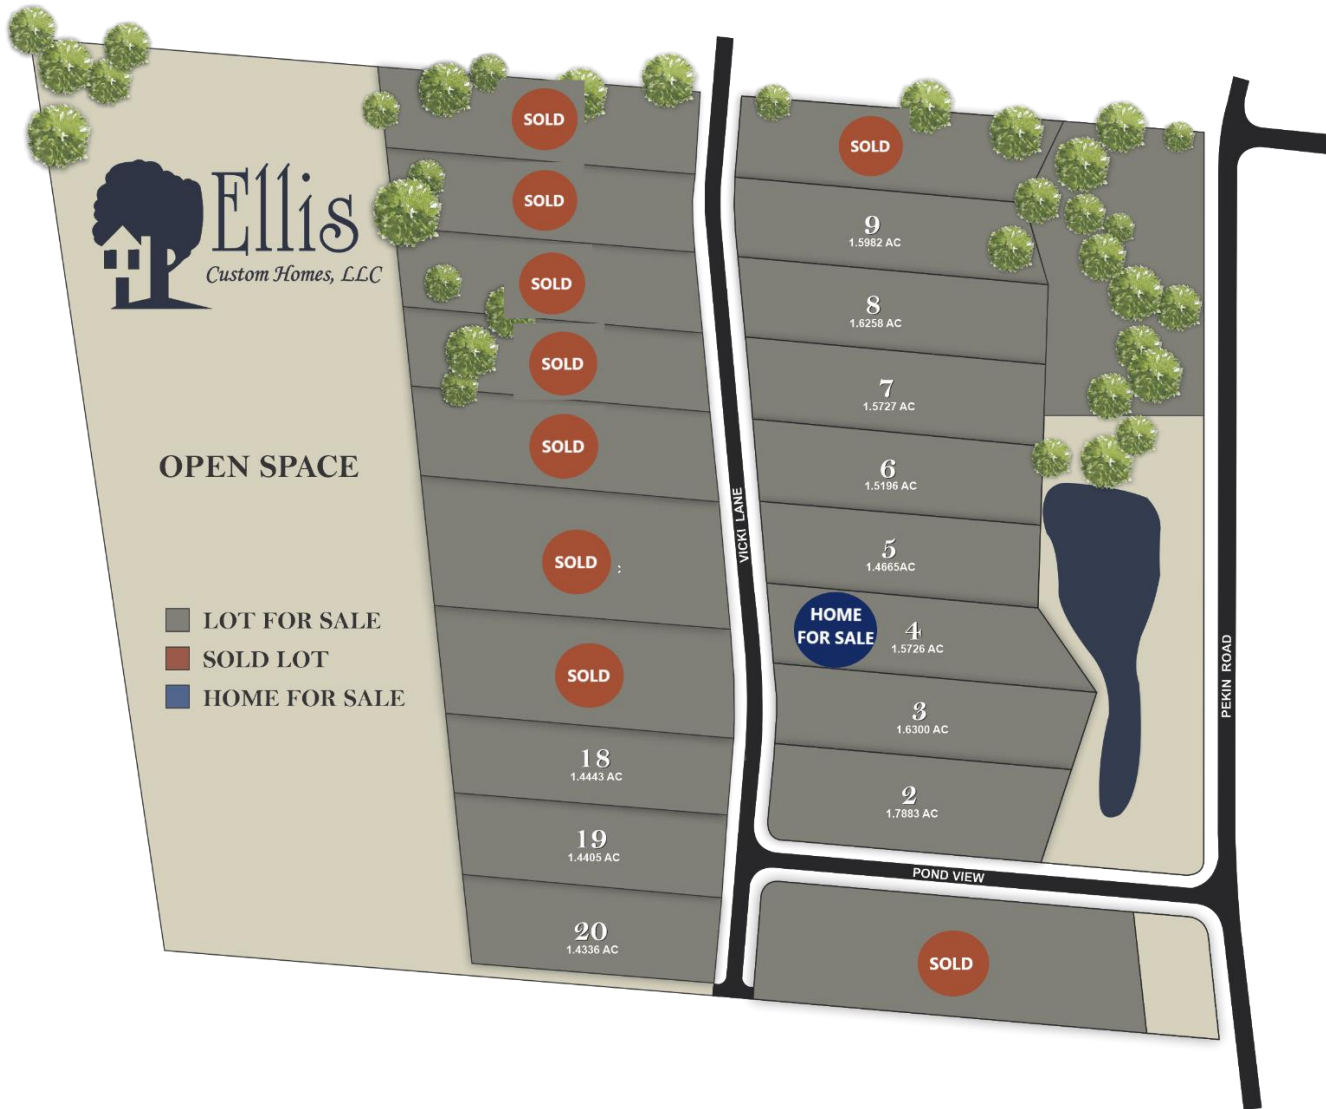 Ellis
Custom Homes, LLC
OPEN SPACE
LOT FOR SALE
SOLD LOT
HOME FOR SALE
SOLD
SOLD
SOLD
SOLD
SOLD
SOLD
:
SOLD
18
1.4443 AC
19
1.4405 AC
20
1.4336 AC
VICKI LANE
SOLD
9
1.5982 AC
8
1.6258 AC
7
1.5727 AC
6
1.5196 AC
5
1.4665AC
HOME
FOR SALE
4
1.5726 AC
3
1.6300 AC
2
1.7883 AC
POND VIEW
SOLD
PEKIN ROAD